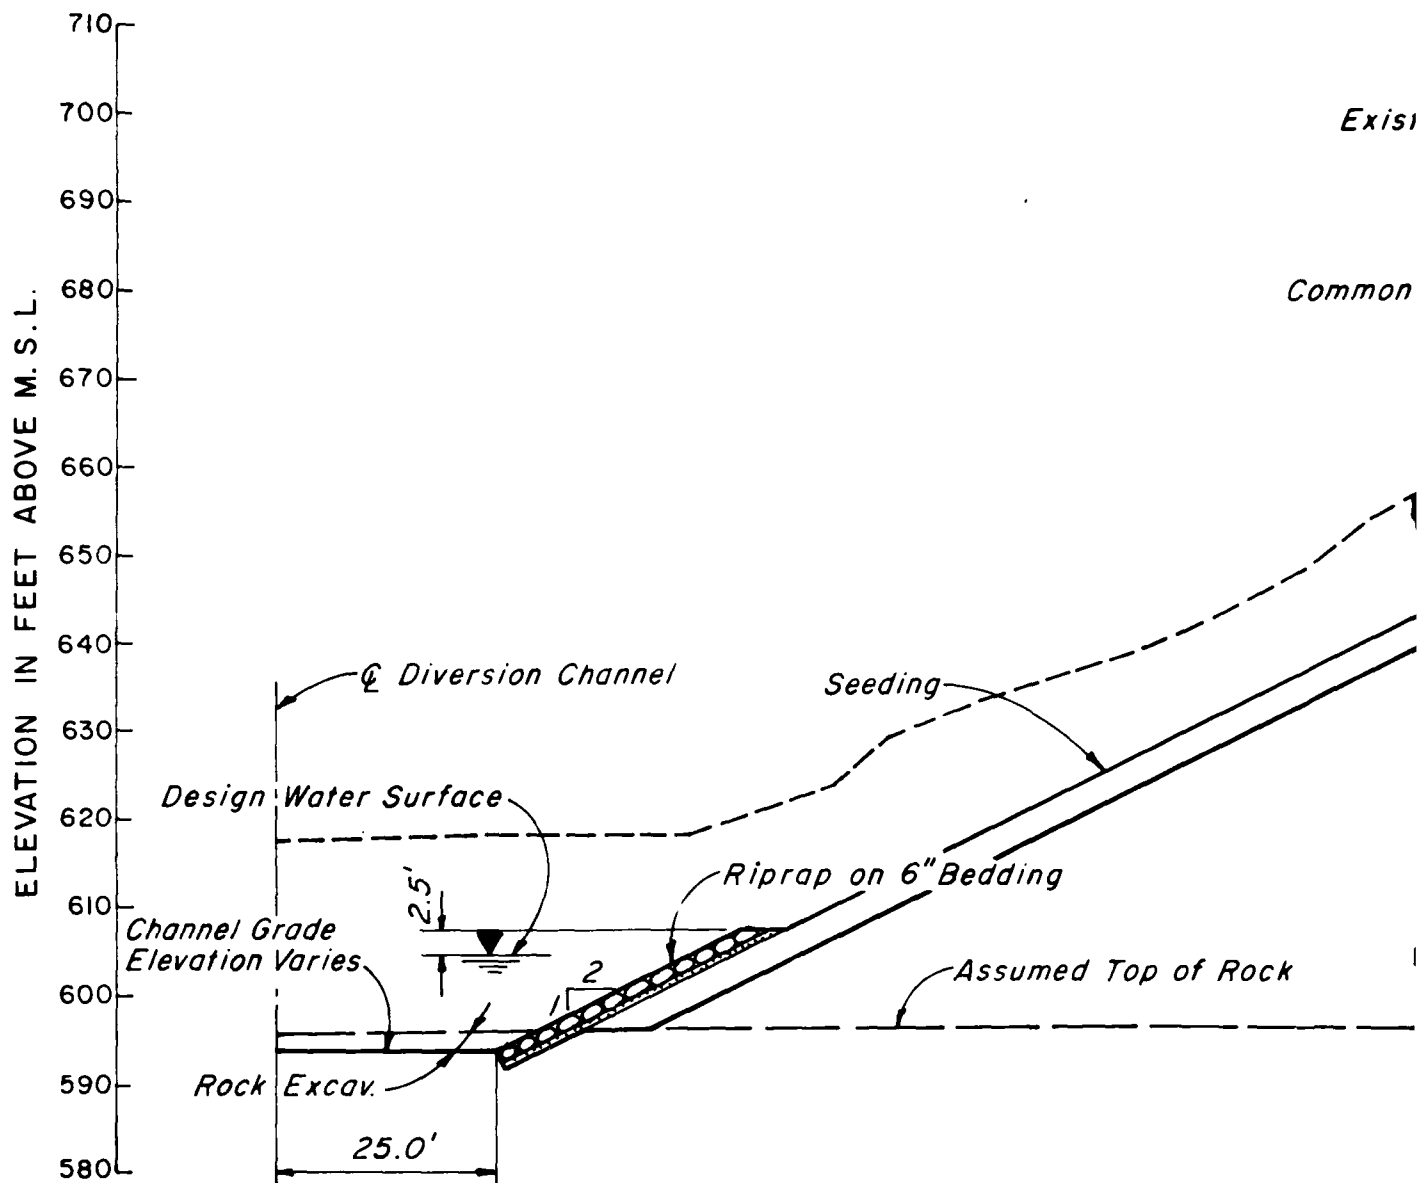 710
700
690
680
670
660
650
640
630
620
610
600
590
580
ELEVATION IN FEET ABOVE M.S.L.
Common
℄ Diversion Channel
Seeding
Design Water Surface
2.5'
Riprap on 6" Bedding
Channel Grade
Elevation Varies
2
1
Assumed Top of Rock
Rock Excav.
25.0'